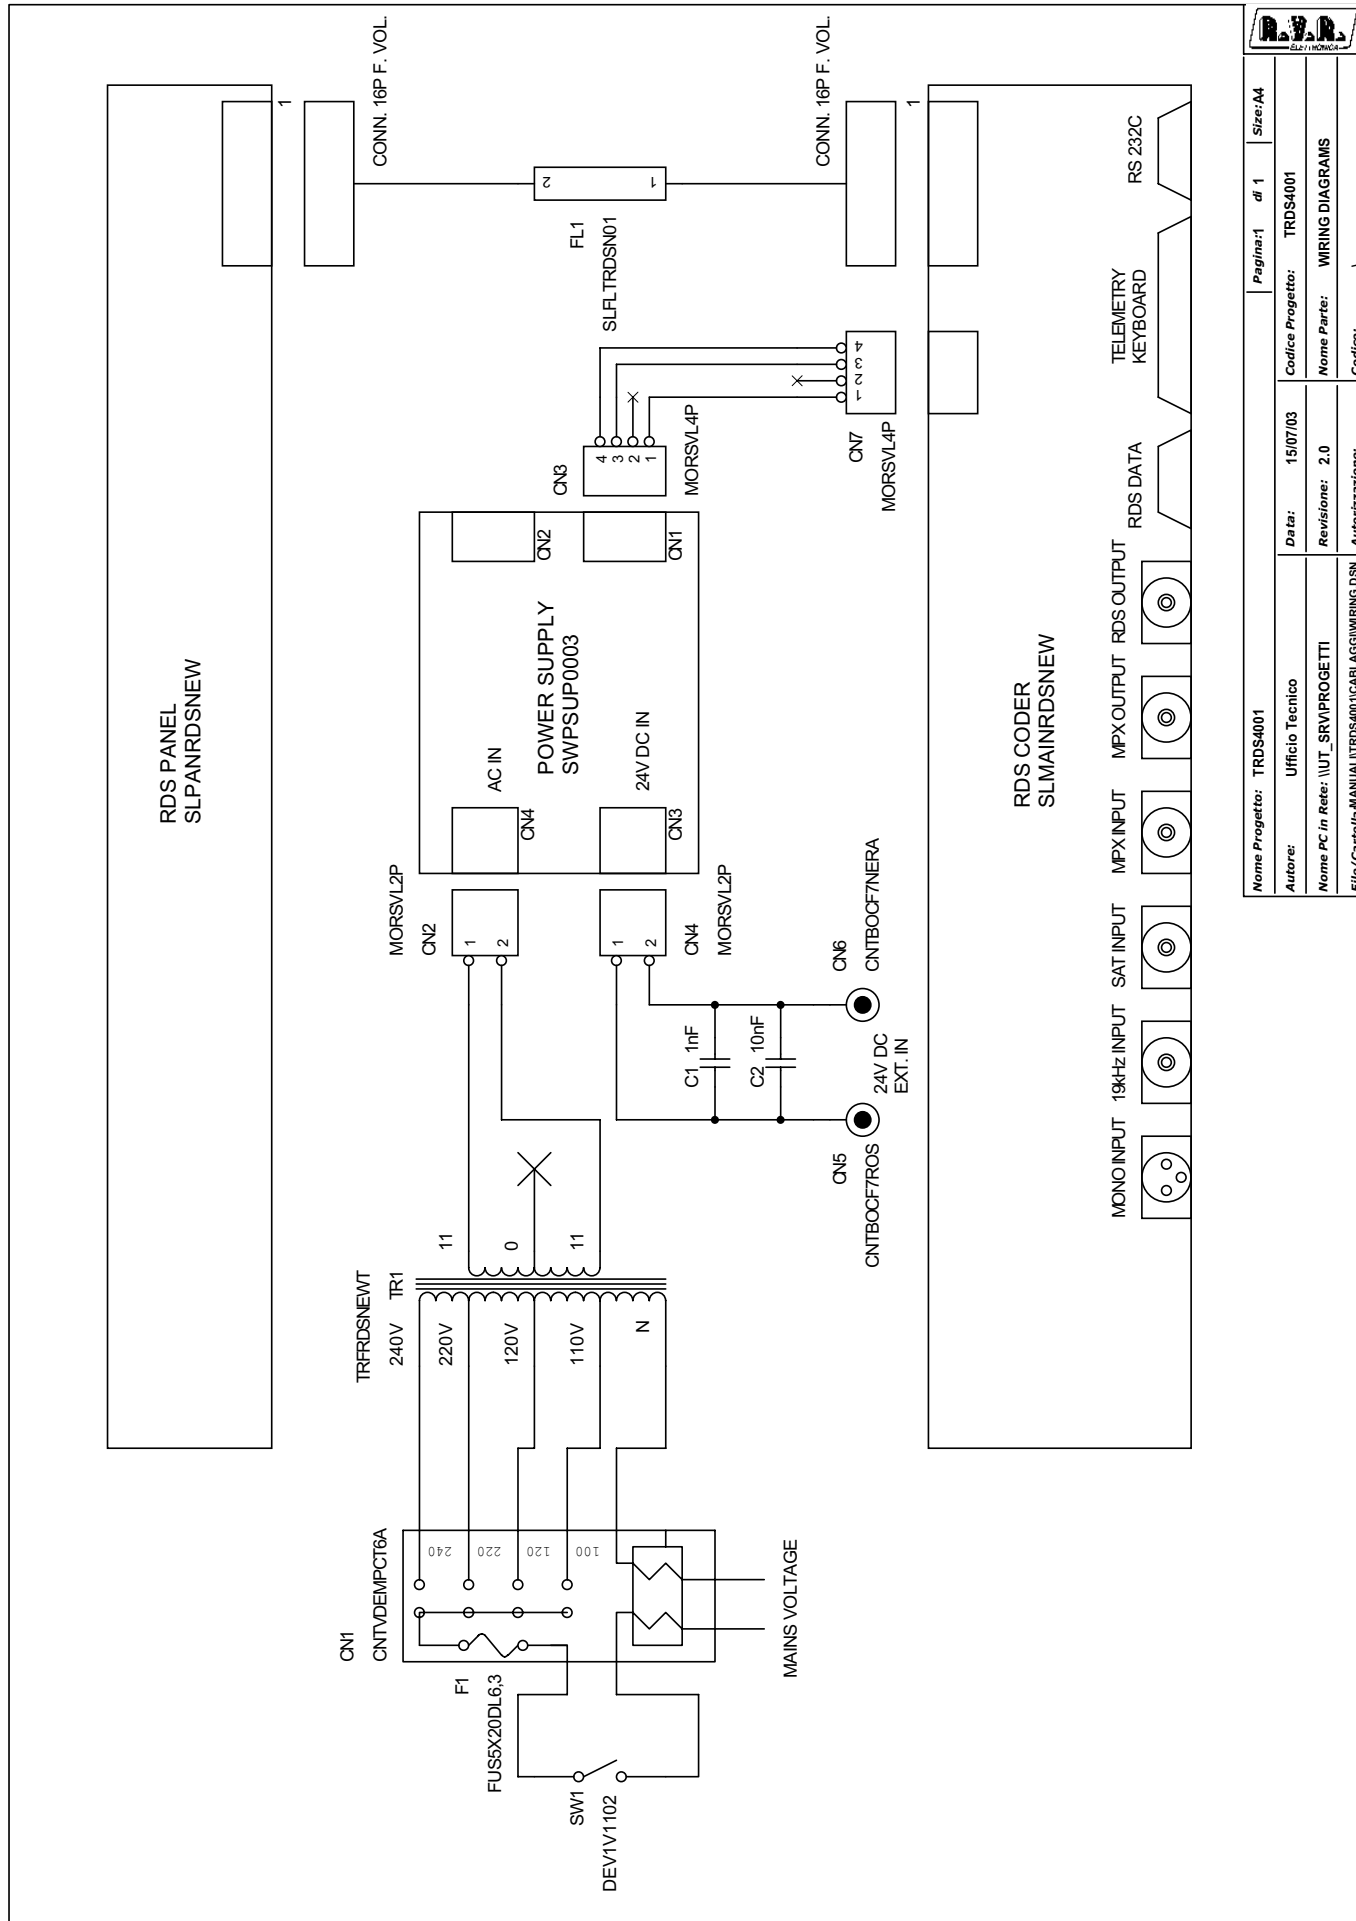 RDS PANEL
SLPANRDSNEW
1
CONN. 16P F. VOL.
2
1
FL1
SLFLTRDSN01
CONN. 16P F. VOL.
1
CN1
CNTVDEMPCT6A
240
220
120
100
F1
FUS5X20DL6,3
SW1
DEV1V1102
MAINS VOLTAGE
TRFRDSNEWT
TR1
240V
220V
120V
110V
N
11
0
11
MORSVL2P
CN2
1
2
CN4
AC IN
POWER SUPPLY
SWPSUP0003
24V DC IN
CN3
CN2
CN1
1
2
CN4
MORSVL2P
CN3
4
3
2
1
MORSVL4P
CN7
MORSVL4P
1
2
3
4
C1
1nF
C2
10nF
CN5
CNTBOCF7ROS
24V DC
EXT. IN
CN6
CNTBOCF7NERA
RDS CODER
SLMAINRDSNEW
MONO INPUT
19kHz INPUT
SAT INPUT
MPX INPUT
MPX OUTPUT
RDS OUTPUT
RDS DATA
TELEMETRY
KEYBOARD
RS 232C
Nome Progetto: TRDS4001
Pagina:1 di 1
Size:A4
R.V.R.
ELETTRONICA
Autore: Ufficio Tecnico
Data: 15/07/03
Codice Progetto: TRDS4001
Nome PC in Rete: \\UT_SRV\PROGETTI
Revisione: 2.0
Nome Parte: WIRING DIAGRAMS